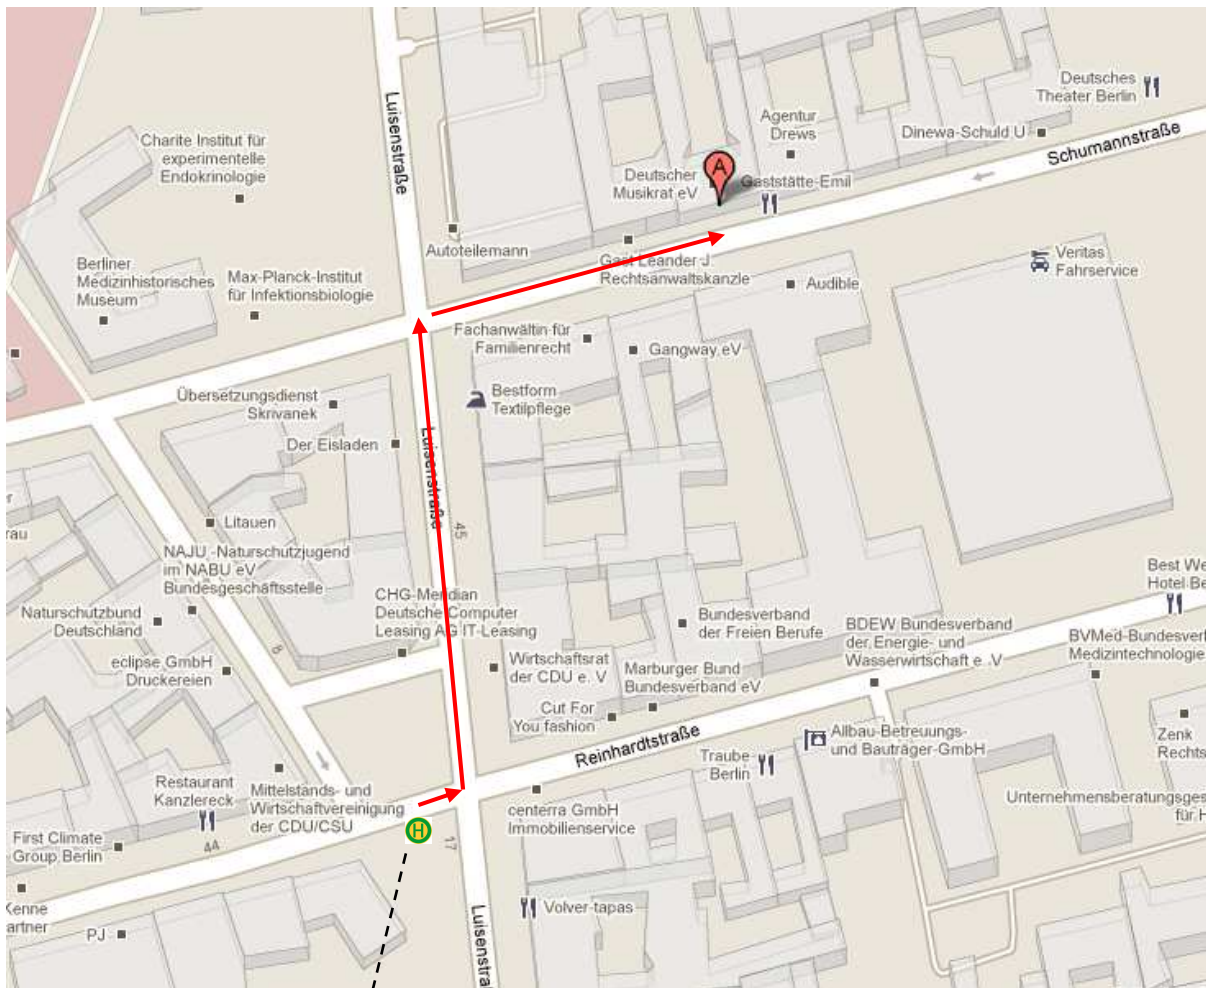 Deutsches
Theater Berlin
Luisenstraße
Agentur
Drews
Dinewa-Schuld U
Schumannstraße
Charite Institut für
experimentelle
Endokrinologie
A
Deutscher
Musikrat eV
Gaststätte-Emil
Autoteilemann
Berliner
Medizinhistorisches
Museum
Max-Planck-Institut
für Infektionsbiologie
Gast Leander J.
Rechtsanwaltskanzle
Audible
Veritas
Fahrservice
Fachanwältin für
Familienrecht
Gangway.eV
Übersetzungsdienst
Skrivanek
Bestform
Textilpflege
Der Eisladen
Luisenstraße
45
Litauen
rau
NAJU -Naturschutzjugend
im NABU eV
Bundesgeschäftsstelle
Naturschutzbund
Deutschland
CHG-Meridian
Deutsche Computer
Leasing AG IT-Leasing
Best We
Hotel Be
Bundesverband
der Freien Berufe
BDEW Bundesverband
der Energie- und
Wasserwirtschaft e .V
BVMed-Bundesver
Medizintechnologie
eclipse GmbH
Druckereien
8
Wirtschaftsrat
der CDU e. V
Marburger Bund
Bundesverband eV
Cut For
You fashion
Reinhardtstraße
Allbau-Betreuungs-
und Bauträger-GmbH
Zenk
Rechts
Traube-
Berlin
Restaurant
Kanzlereck
Mittelstands- und
Wirtschaftvereinigung
der CDU/CSU
centerra GmbH
Immobilienservice
Unternehmensberatungsges
für H
H
First Climate
Group Berlin
44
17
Kenne
artner
PJ
Volver-tapas
Luisenstra